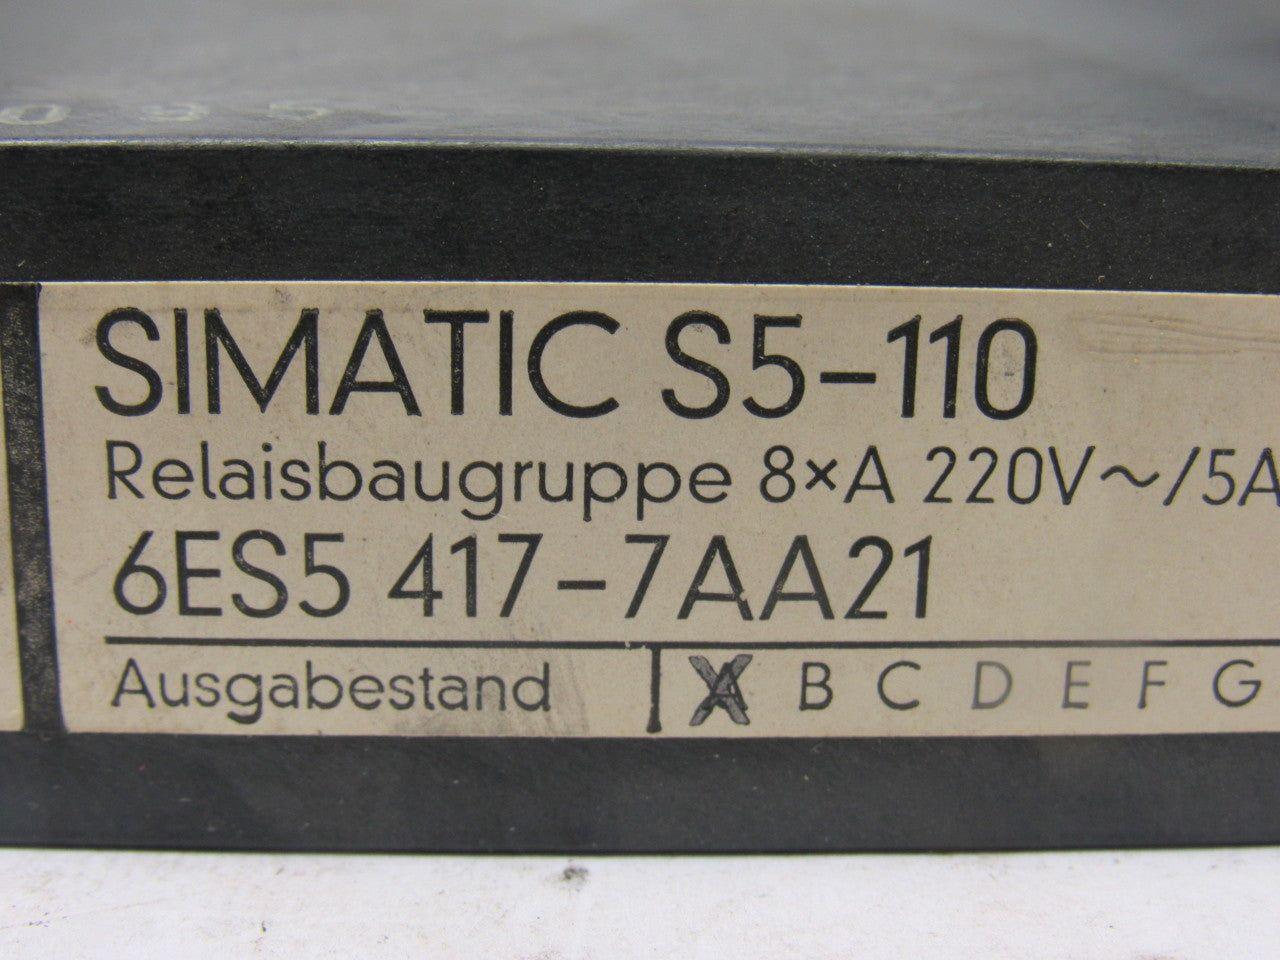 SIMATIC S5-110
Relaisbaugruppe 8×A 220V~/5A
6ES5 417-7AA21
Ausgabestand A B C D E F G